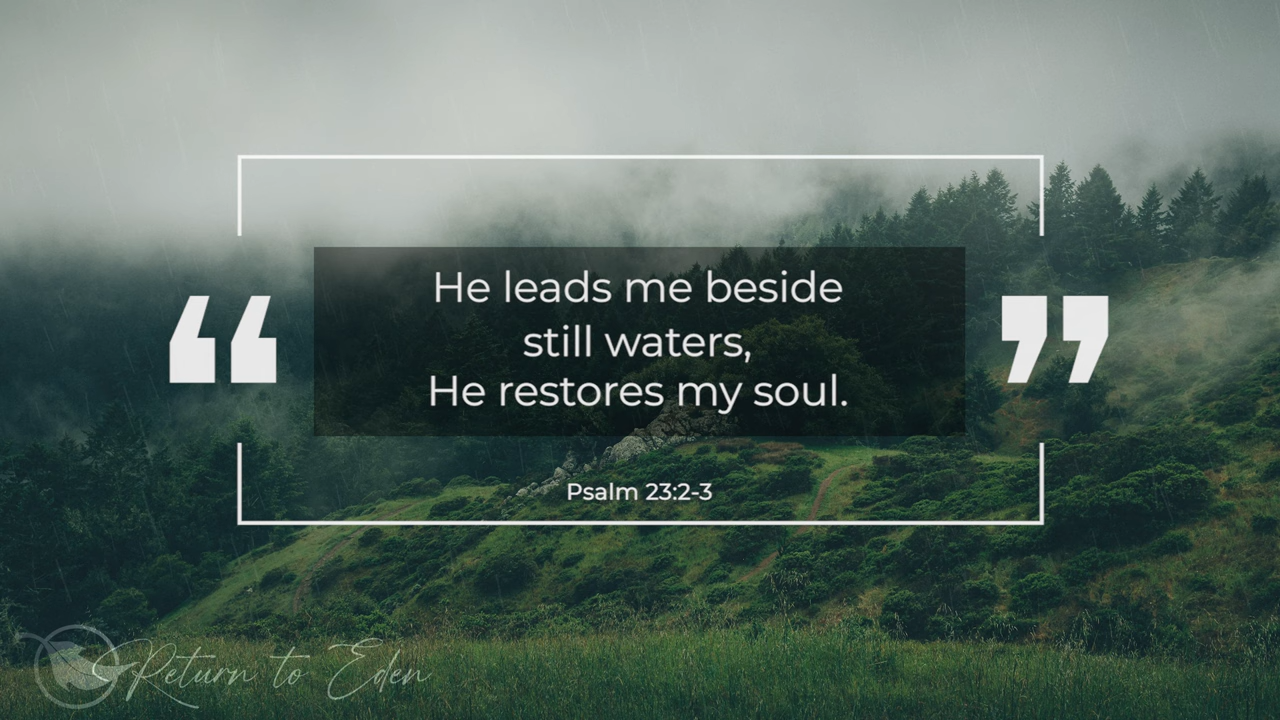 “
He leads me beside
still waters,
He restores my soul.
”
Psalm 23:2-3
Return to Eden